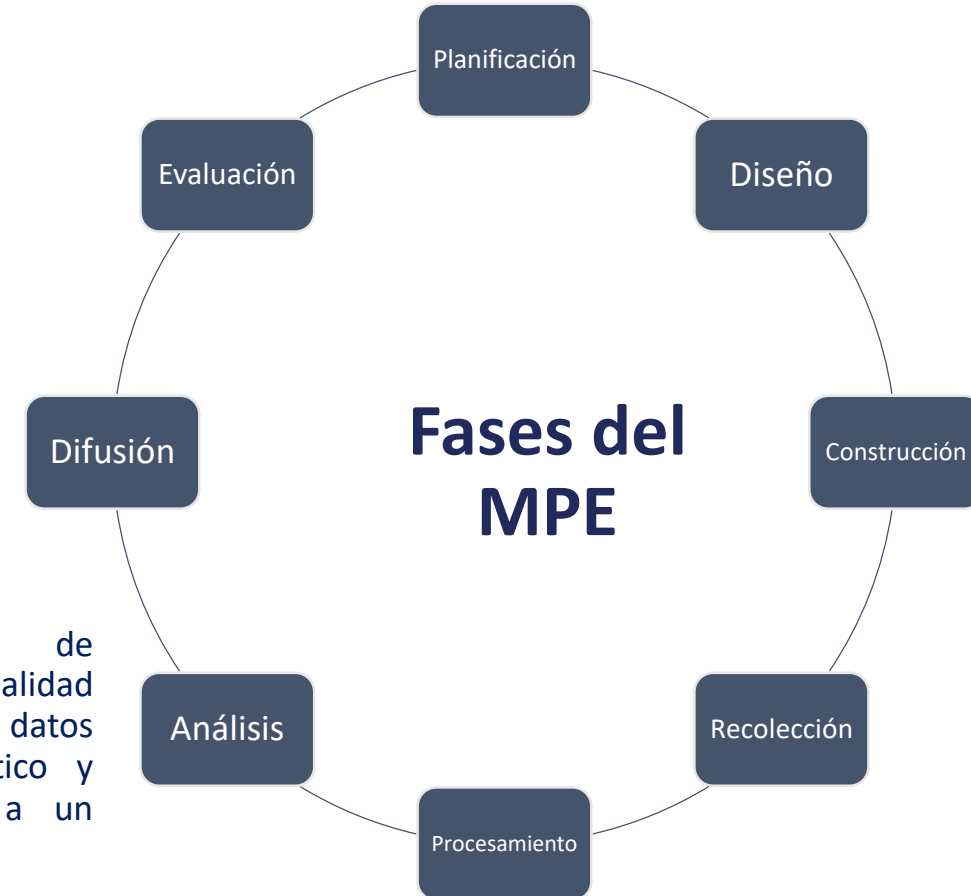 Planificación
Evaluación
Diseño
Fases del
MPE
Difusión
Construcción
de
alidad
datos
tico y
a un
Análisis
Recolección
Procesamiento